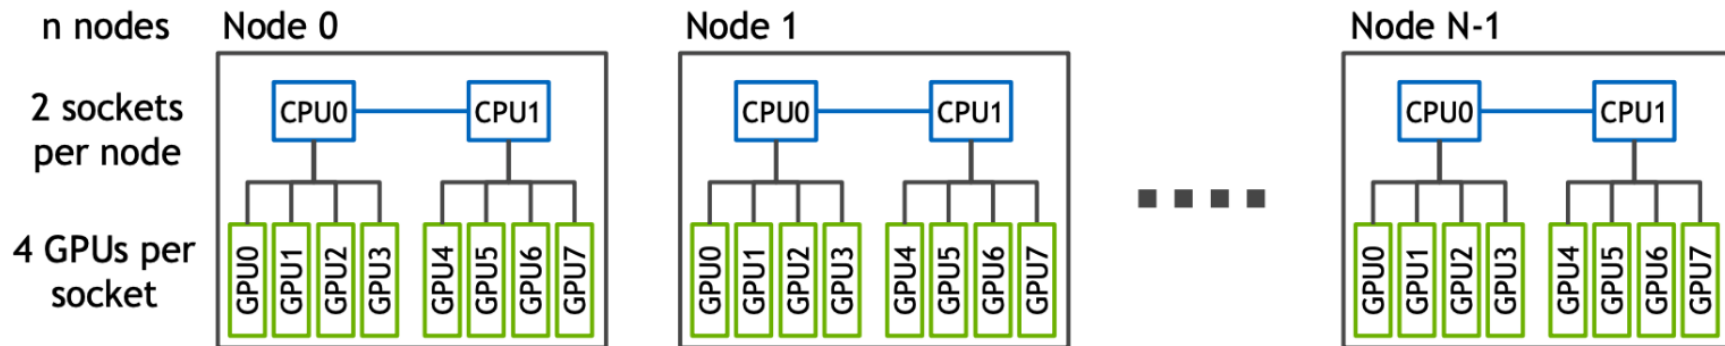 n nodes
Node 0
Node 1
Node N-1
2 sockets
per node
CPU0
CPU1
CPU0
CPU1
CPU0
CPU1
4 GPUs per
socket
GPU0
GPU1
GPU2
GPU3
GPU4
GPU5
GPU6
GPU7
GPU0
GPU1
GPU2
GPU3
GPU4
GPU5
GPU6
GPU7
GPU0
GPU1
GPU2
GPU3
GPU4
GPU5
GPU6
GPU7